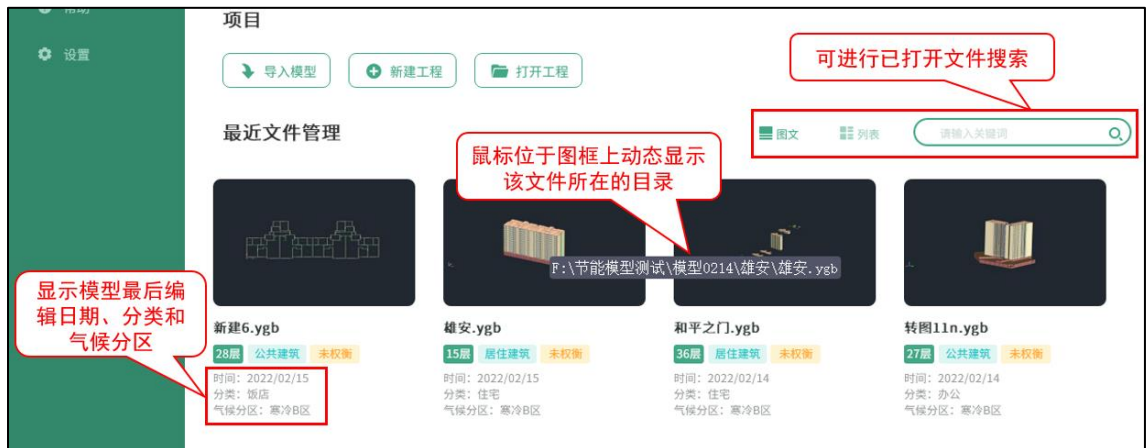 帮助
设置
项目
导入模型
新建工程
打开工程
可进行已打开文件搜索
最近文件管理
图文
列表
请输入关键词
鼠标位于图框上动态显示
该文件所在的目录
F:\节能模型测试\模型0214\雄安\雄安.ygb
显示模型最后编
辑日期、分类和
气候分区
新建6.ygb
28层 公共建筑 未权衡
时间：2022/02/15
分类：饭店
气候分区：寒冷B区
雄安.ygb
15层 居住建筑 未权衡
时间：2022/02/15
分类：住宅
气候分区：寒冷B区
和平之门.ygb
36层 居住建筑 未权衡
时间：2022/02/14
分类：住宅
气候分区：寒冷B区
转图11n.ygb
27层 公共建筑 未权衡
时间：2022/02/14
分类：办公
气候分区：寒冷B区